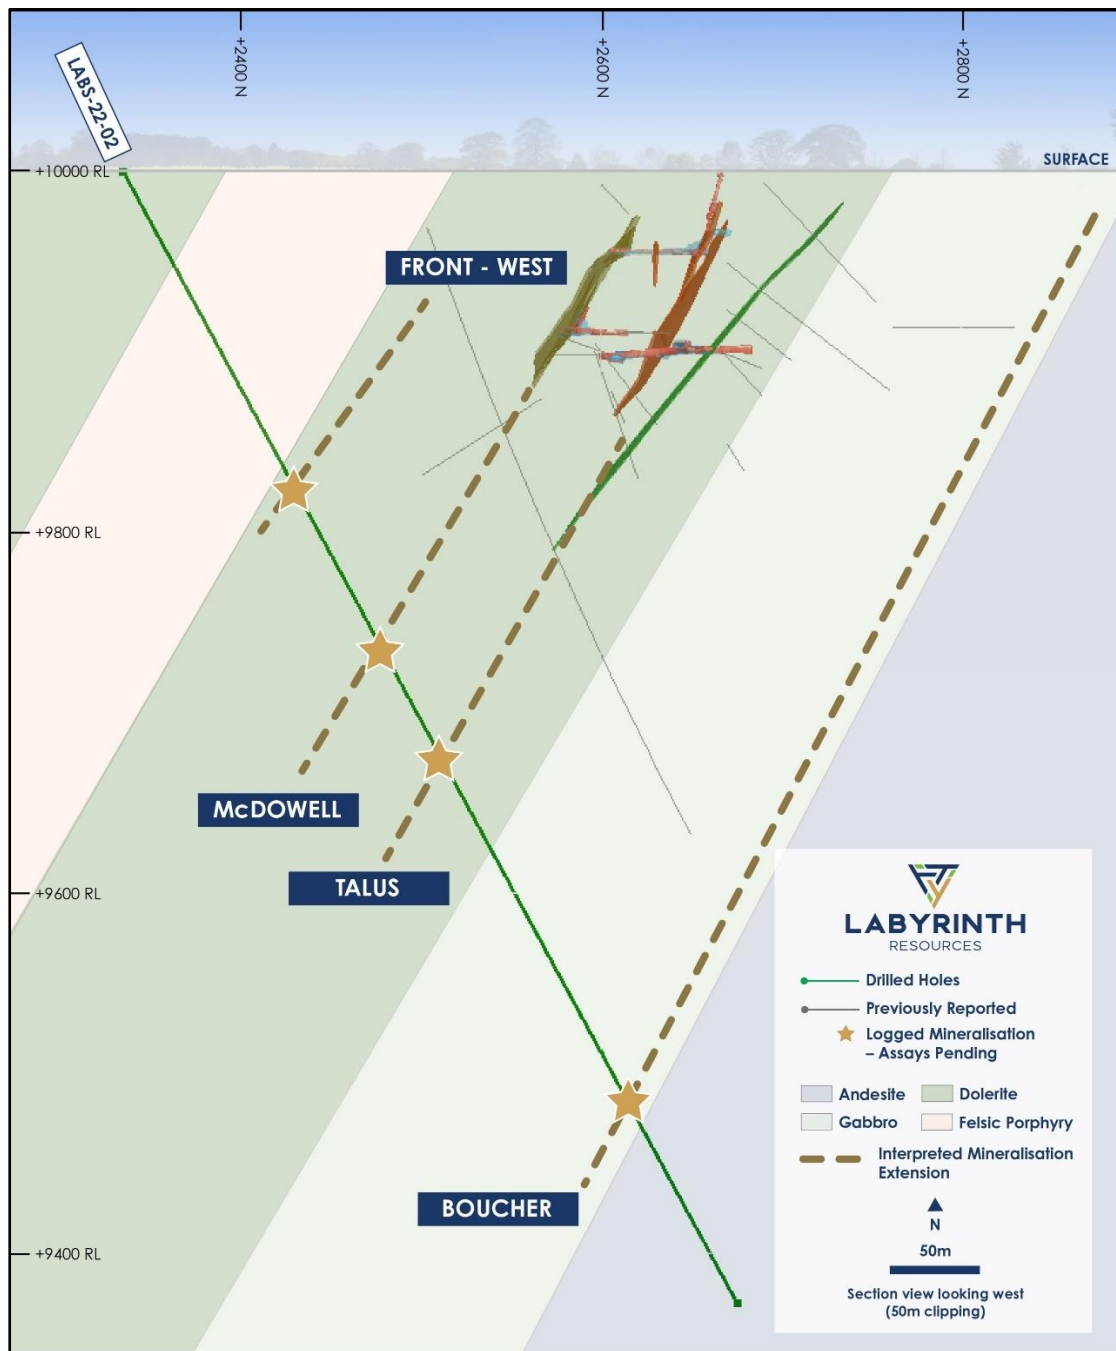 +2400 N
+2600 N
+2800 N
LABS-22-02
SURFACE
+10000 RL
FRONT - WEST
+9800 RL
McDOWELL
TALUS
+9600 RL
LABYRINTH
RESOURCES
Drilled Holes
Previously Reported
Logged Mineralisation
– Assays Pending
Andesite
Dolerite
Gabbro
Felsic Porphyry
Interpreted Mineralisation
Extension
BOUCHER
N
50m
+9400 RL
Section view looking west
(50m clipping)